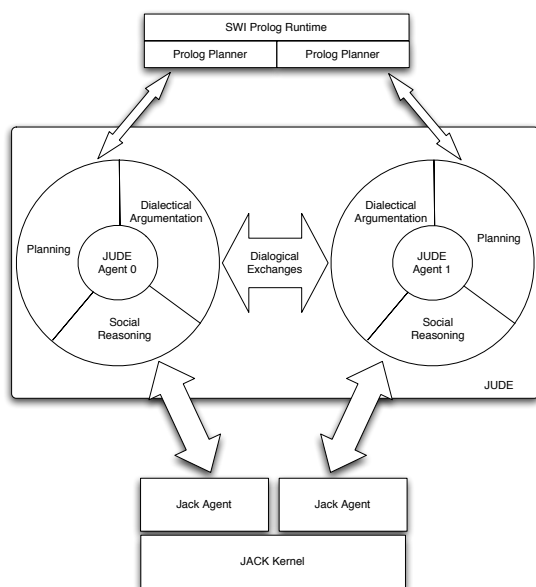 SWI Prolog Runtime
Prolog Planner
Prolog Planner
Dialectical
Argumentation
Planning
JUDE
Agent 0
Social
Reasoning
Dialogical
Exchanges
Dialectical
Argumentation
Planning
JUDE
Agent 1
Social
Reasoning
JUDE
Jack Agent
Jack Agent
JACK Kernel